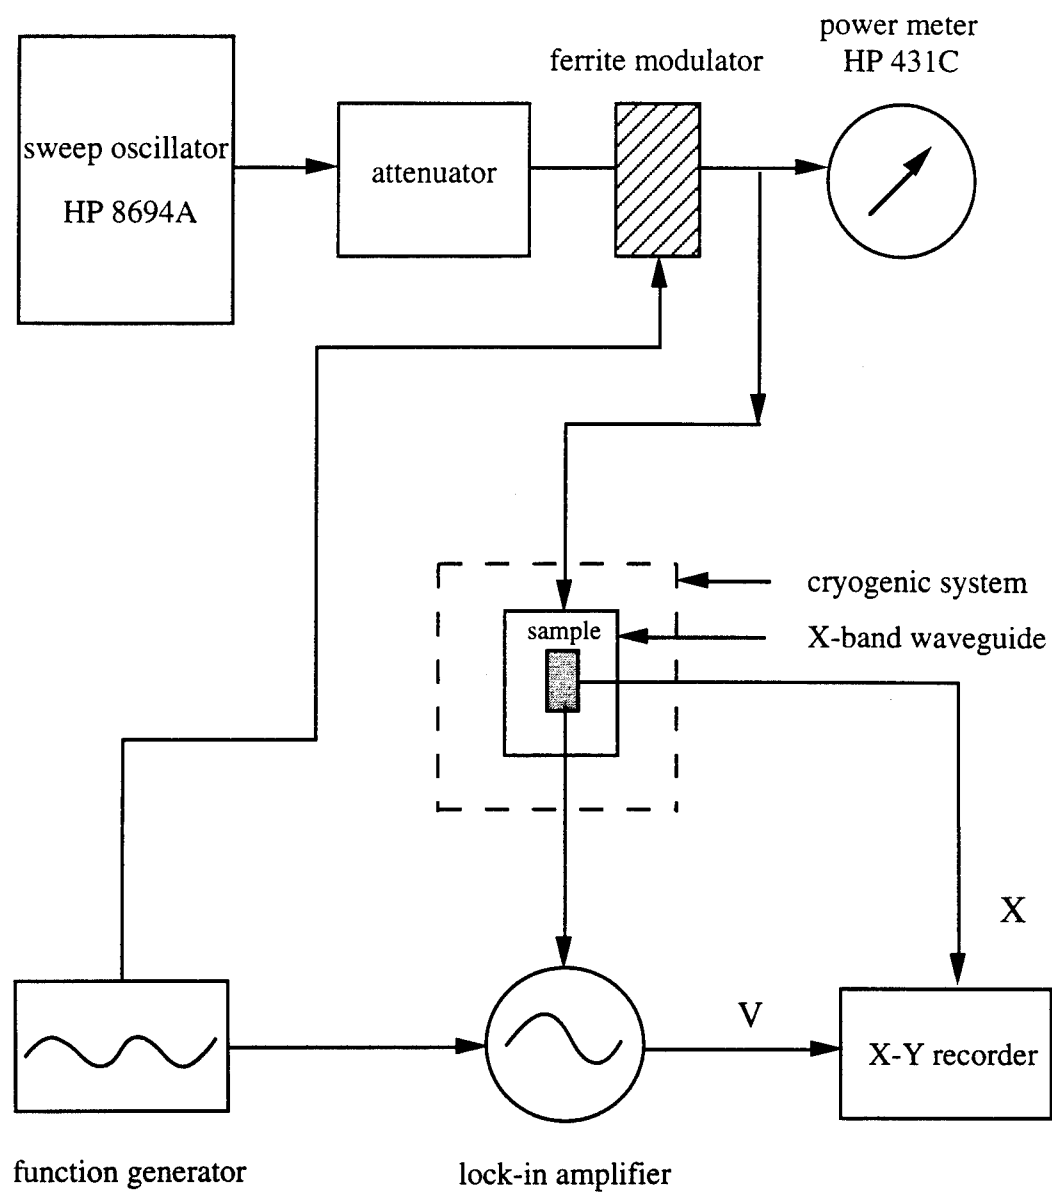 power meter
HP 431C
ferrite modulator
sweep oscillator
HP 8694A
attenuator
cryogenic system
X-band waveguide
sample
X
V
X-Y recorder
function generator
lock-in amplifier